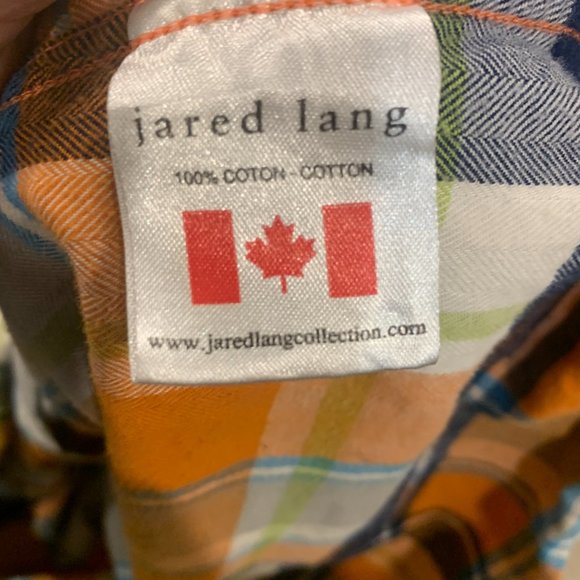 jared lang
100% COTON - COTTON
www.jaredlangcollection.com